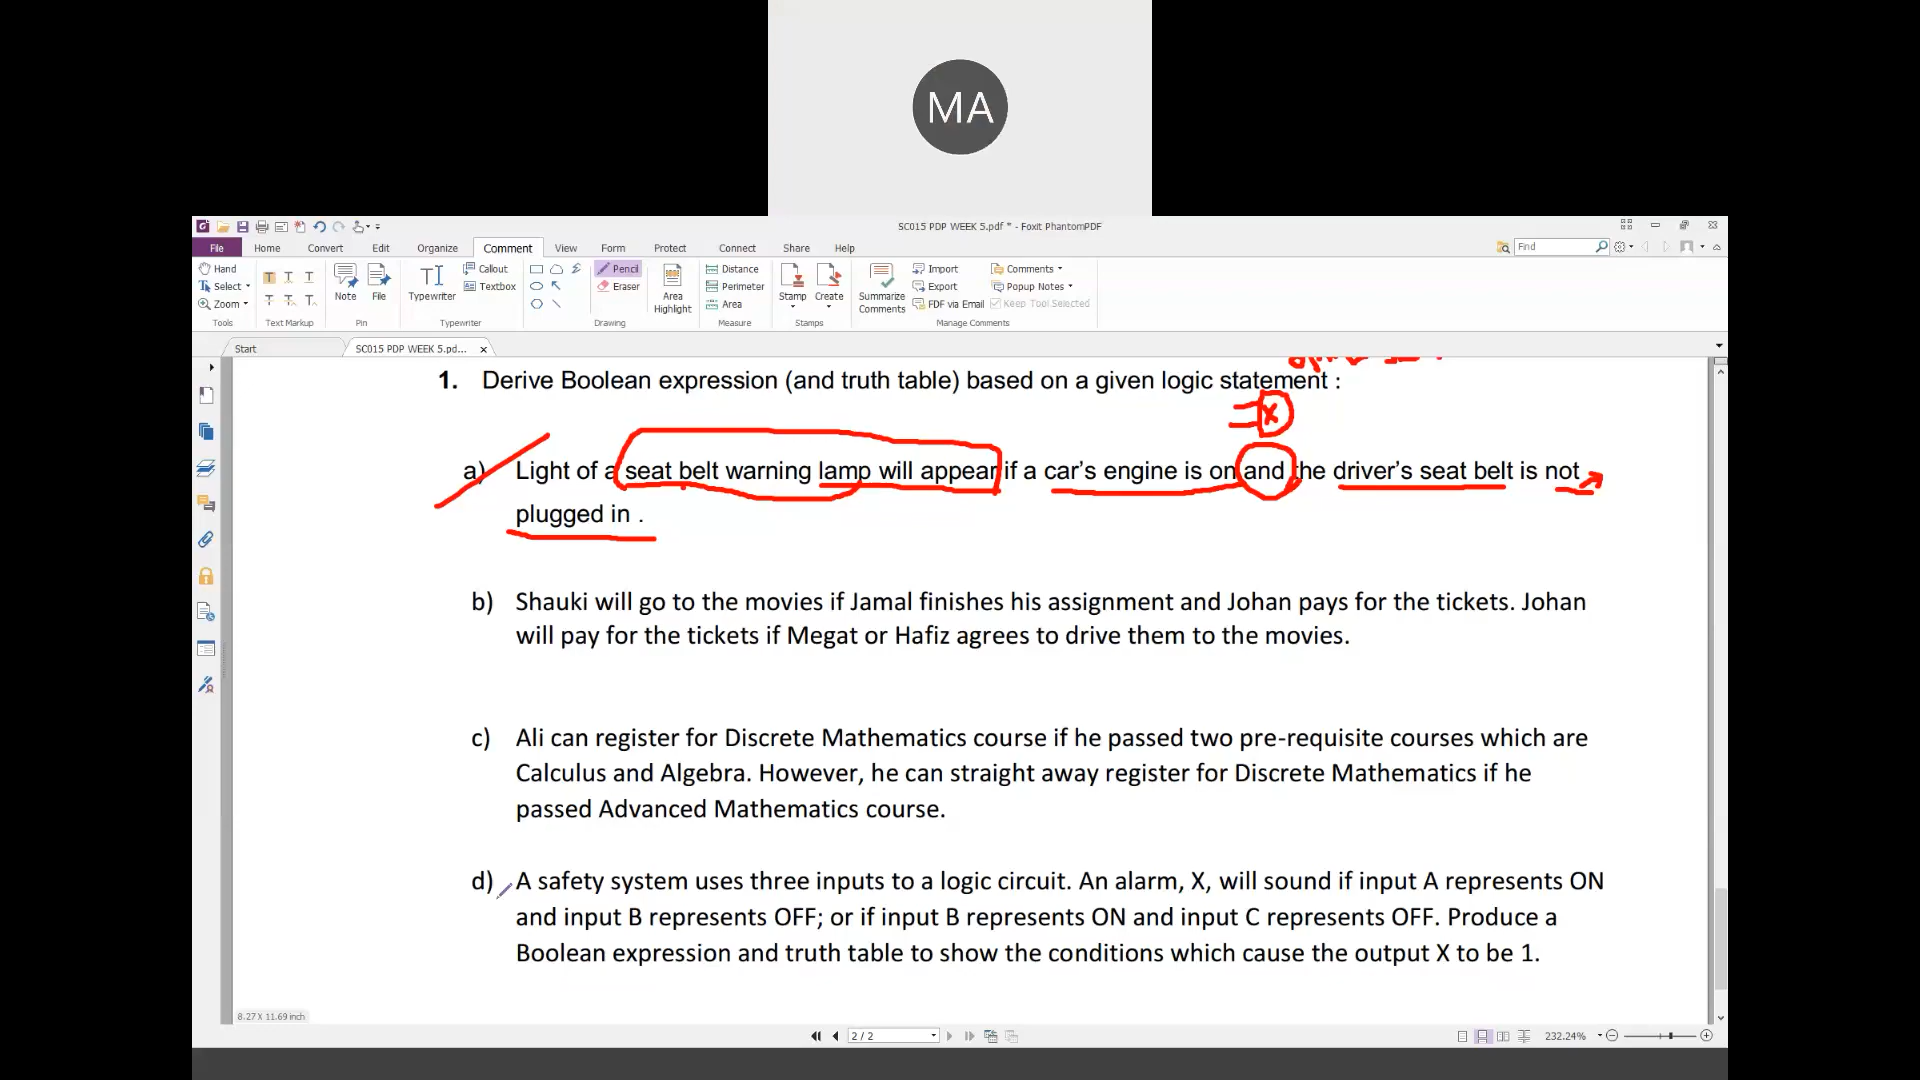 MA
SC015 PDP WEEK 5.pdf * - Foxit PhantomPDF
File Home Convert Edit Organize Comment View Form Protect Connect Share Help Find
Hand
Select
Zoom
Tools
Text Markup
Note
File
Pin
Typewriter
Callout
Textbox
Typewriter
Pencil
Eraser
Drawing
Area
Highlight
Distance
Perimeter
Area
Measure
Stamp
Create
Stamps
Summarize
Comments
Import
Export
FDF via Email
Comments
Popup Notes
Keep Tool Selected
Manage Comments
Start
SC015 PDP WEEK 5.pd...
1. Derive Boolean expression (and truth table) based on a given logic statement :
X
a) Light of a seat belt warning lamp will appear if a car's engine is on and the driver's seat belt is not
plugged in .
b) Shauki will go to the movies if Jamal finishes his assignment and Johan pays for the tickets. Johan
will pay for the tickets if Megat or Hafiz agrees to drive them to the movies.
c) Ali can register for Discrete Mathematics course if he passed two pre-requisite courses which are
Calculus and Algebra. However, he can straight away register for Discrete Mathematics if he
passed Advanced Mathematics course.
d) A safety system uses three inputs to a logic circuit. An alarm, X, will sound if input A represents ON
and input B represents OFF; or if input B represents ON and input C represents OFF. Produce a
Boolean expression and truth table to show the conditions which cause the output X to be 1.
8.27 X 11.69 inch
2 / 2
232.24%